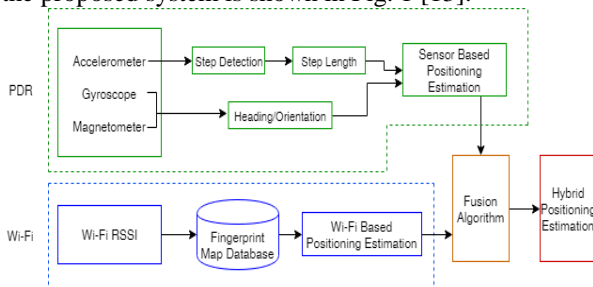 the proposed system is shown in Fig. 1 [15].
PDR
Accelerometer
Gyroscope
Magnetometer
Step Detection
Step Length
Heading/Orientation
Sensor Based
Positioning
Estimation
Wi-Fi
Wi-Fi RSSI
Fingerprint
Map Database
Wi-Fi Based
Positioning Estimation
Fusion
Algorithm
Hybrid
Positioning
Estimation